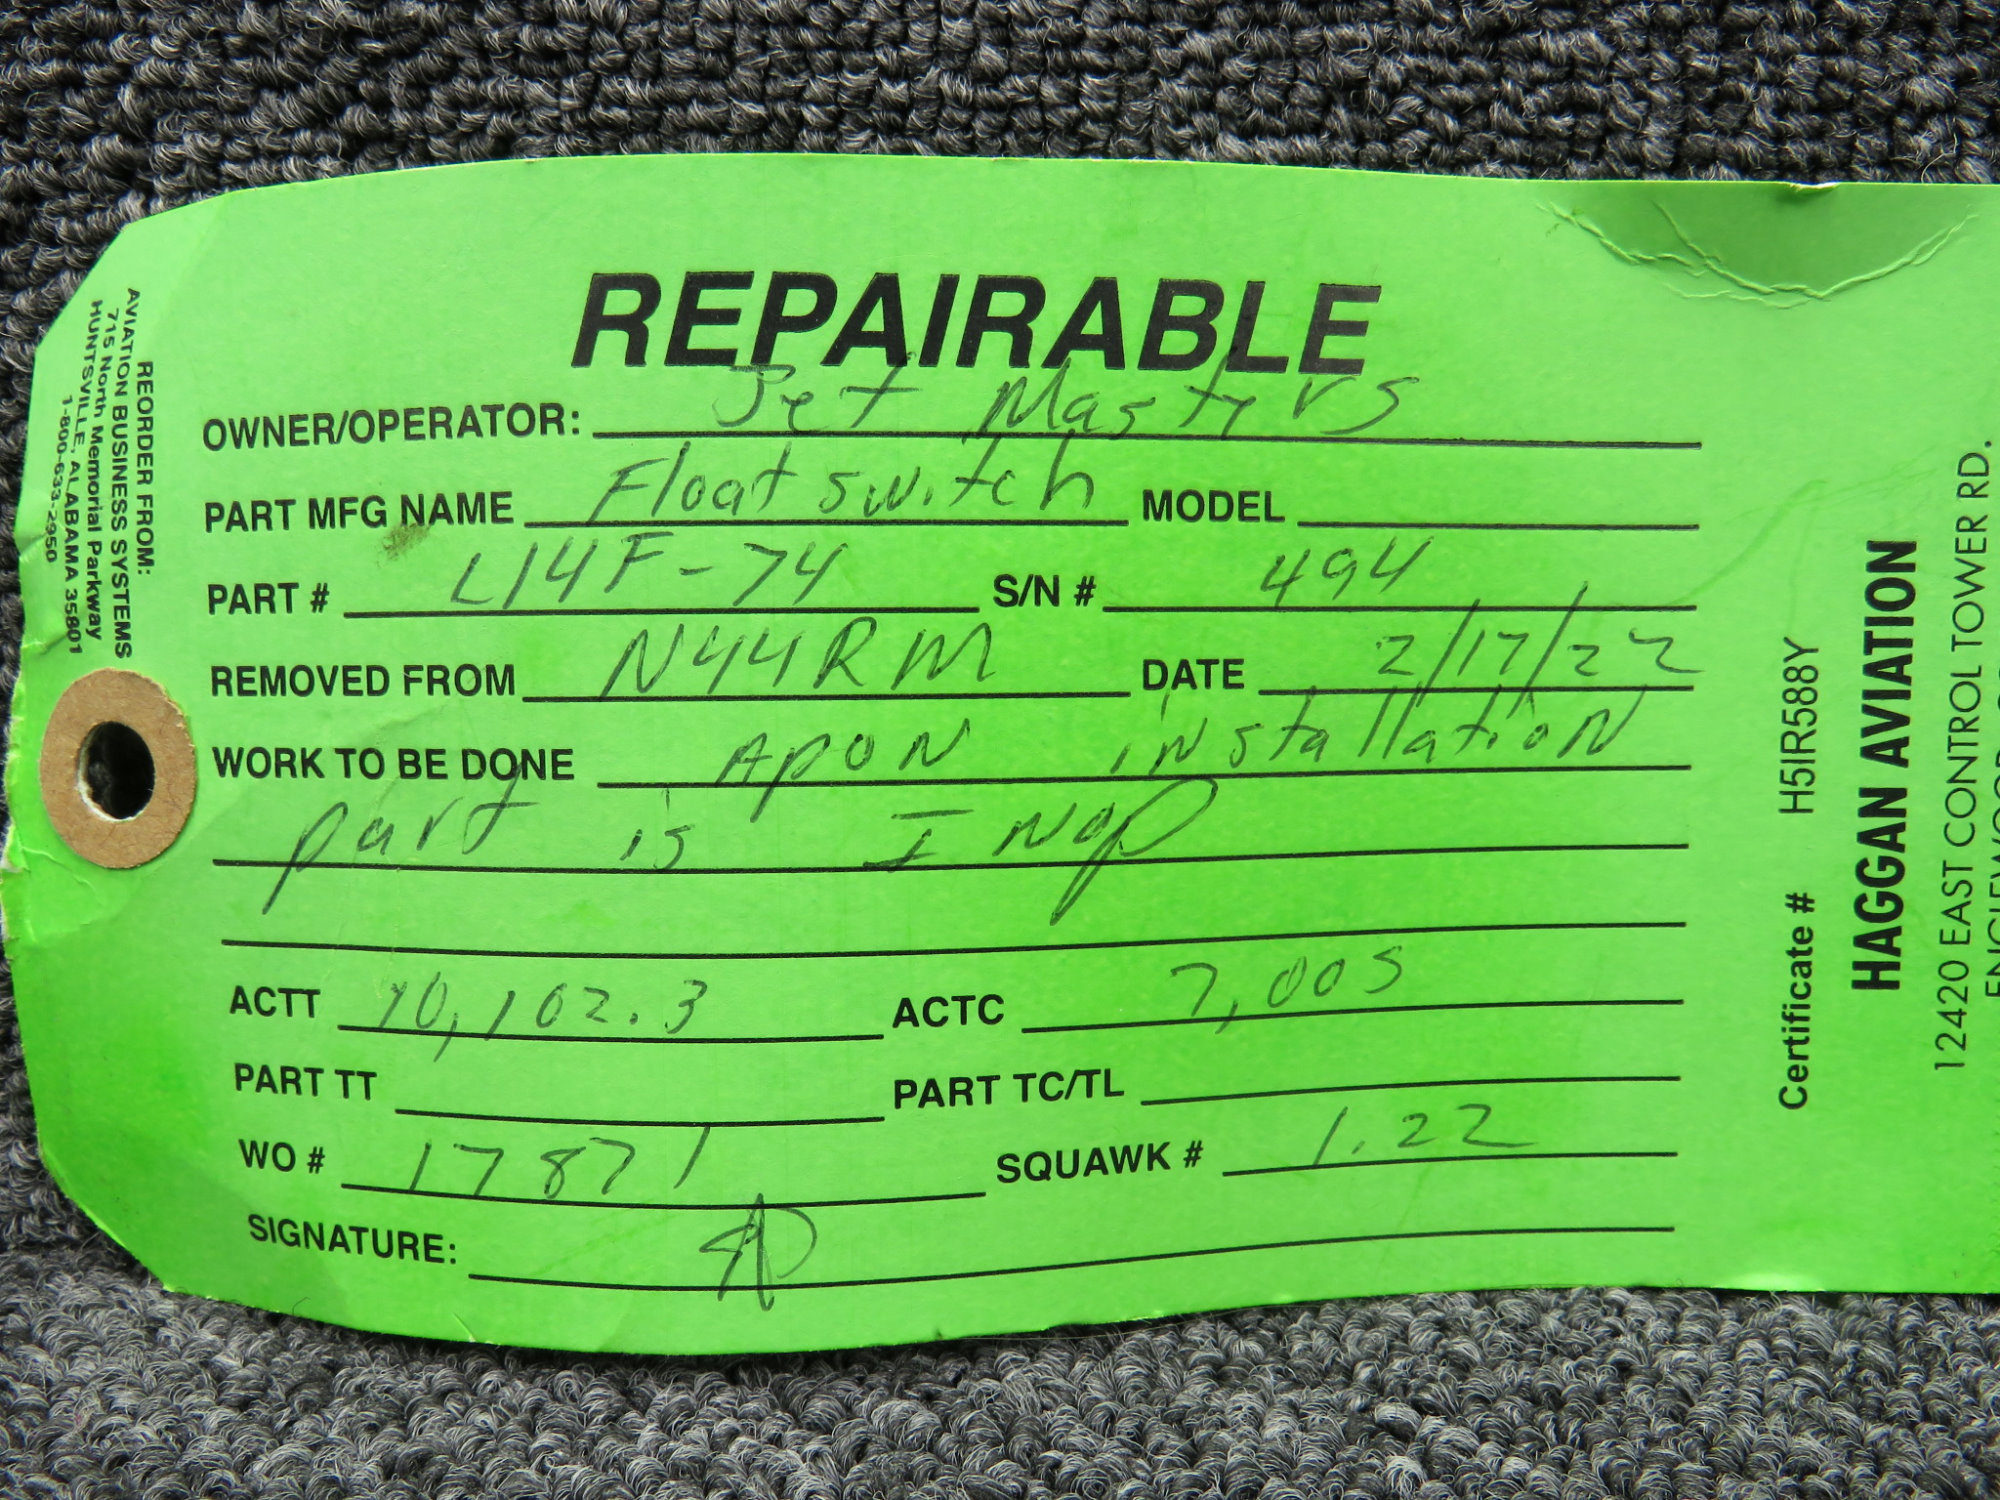 REPAIRABLE
OWNER/OPERATOR: Jet Masters
PART MFG NAME Float switch MODEL
PART # L14F-74 S/N # 494
REMOVED FROM N44RM DATE 2/17/22
WORK TO BE DONE APON iNstallatioN
part is INop
ACTT 10,102.3 ACTC 7,005
PART TT PART TC/TL
WO # 17871 SQUAWK # 1.22
SIGNATURE:
REORDER FROM:
AVIATION BUSINESS SYSTEMS
715 North Memorial Parkway
HUNTSVILLE, ALABAMA 35801
1-800-633-2950
Certificate # H5IR588Y
HAGGAN AVIATION
12420 EAST CONTROL TOWER RD.